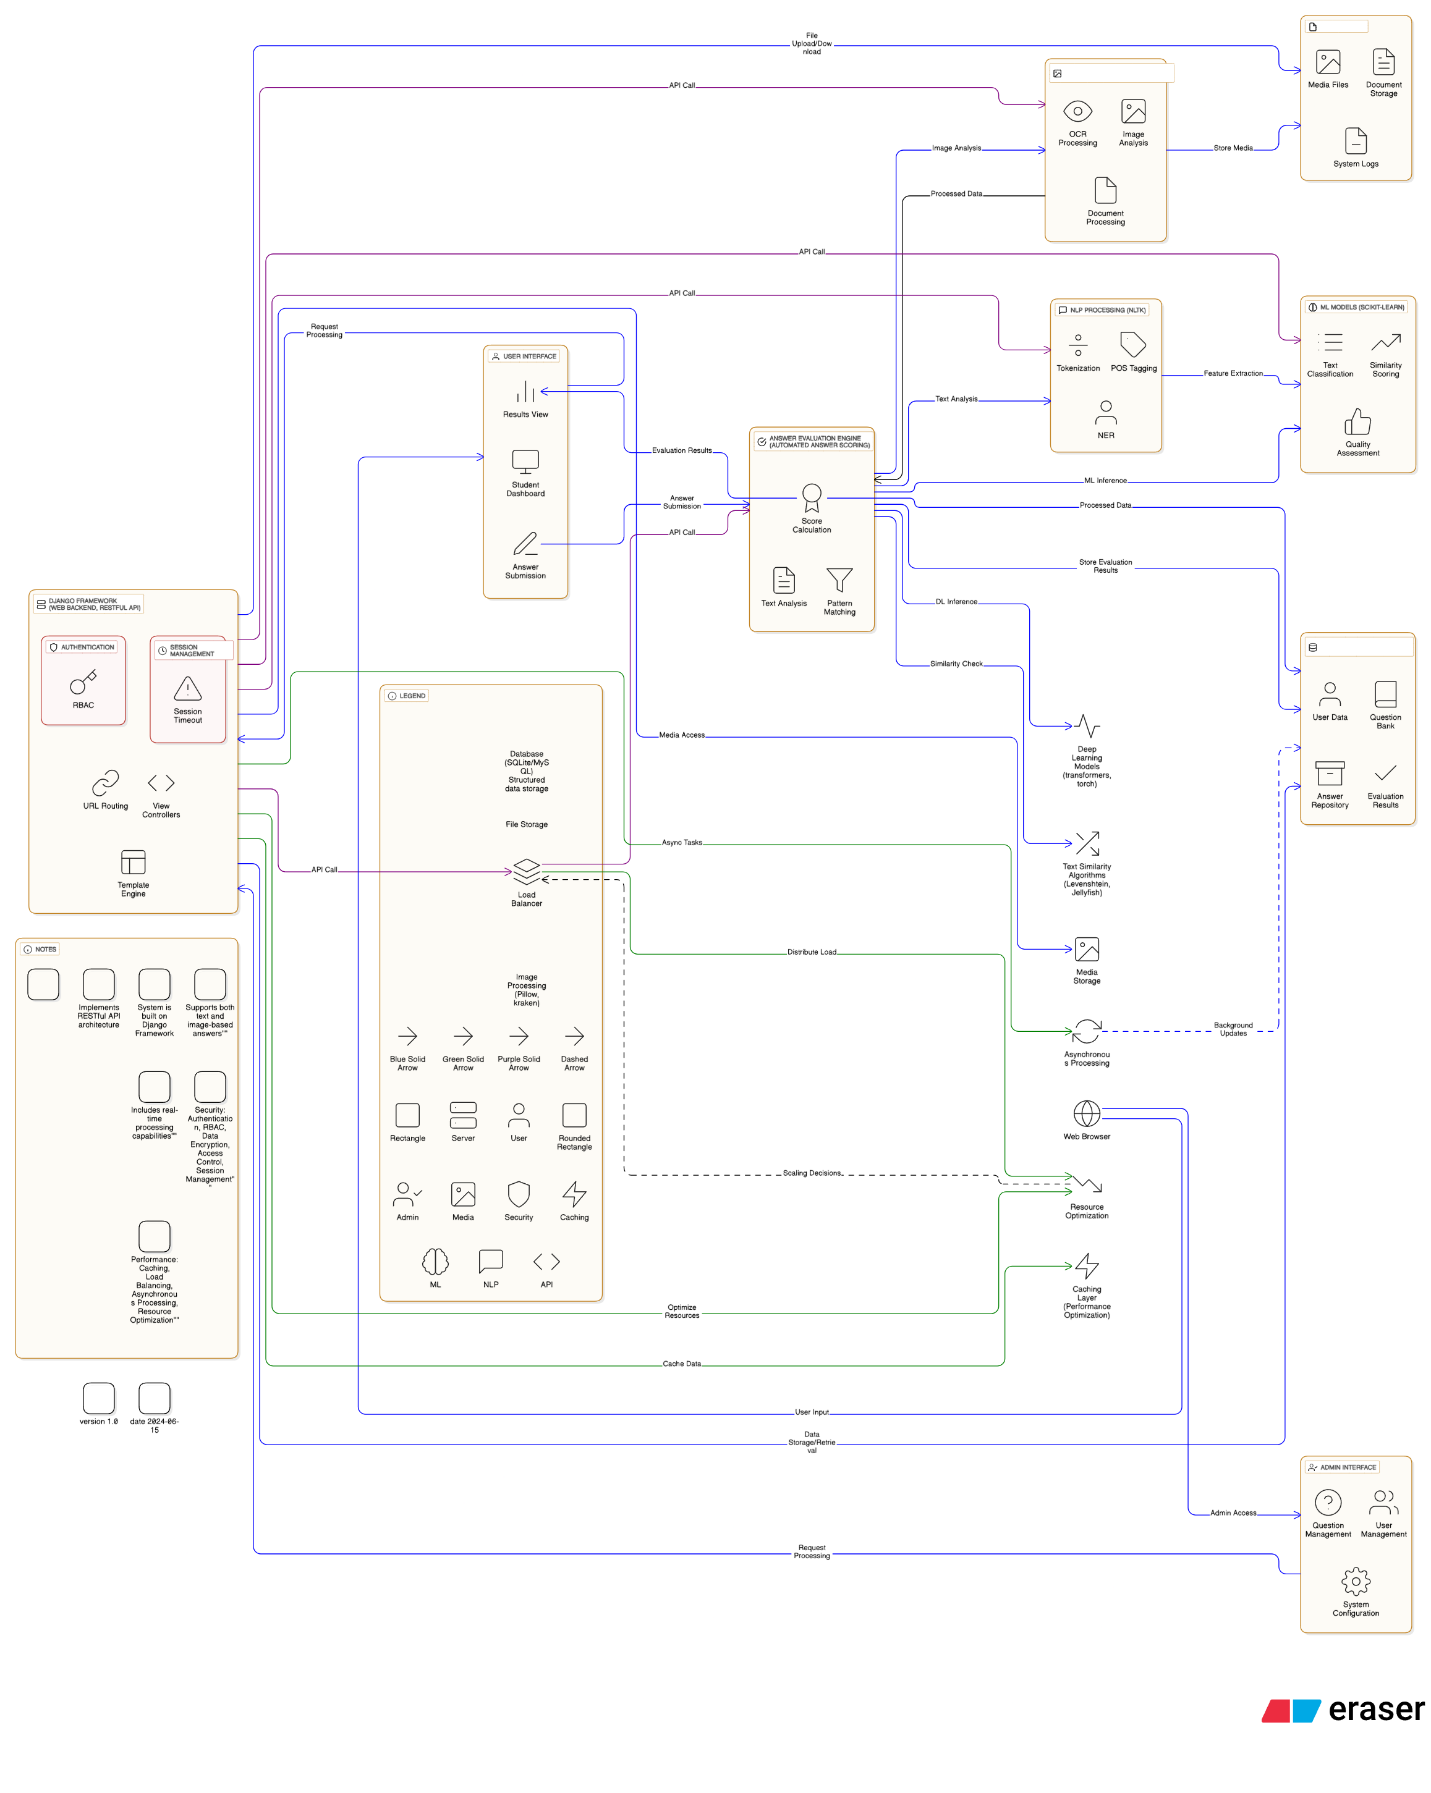 File
Upload/Dow
nload
Media Files
Document
Storage
System Logs
API Call
OCR
Processing
Image
Analysis
Document
Processing
Image Analysis
Store Media
Processed Data
API Call
API Call
NLP PROCESSING (NLTK)
Tokenization
POS Tagging
NER
ML MODELS (SCIKIT-LEARN)
Text
Classification
Similarity
Scoring
Quality
Assessment
Feature Extraction
Request
Processing
USER INTERFACE
Results View
Student
Dashboard
Answer
Submission
Text Analysis
Evaluation Results
ANSWER EVALUATION ENGINE
(AUTOMATED ANSWER SCORING)
Score
Calculation
Text Analysis
Pattern
Matching
ML Inference
Answer
Submission
API Call
Processed Data
Store Evaluation
Results
DL Inference
Similarity Check
DJANGO FRAMEWORK
(WEB BACKEND, RESTFUL API)
AUTHENTICATION
RBAC
SESSION
MANAGEMENT
Session
Timeout
URL Routing
View
Controllers
Template
Engine
User Data
Question
Bank
Answer
Repository
Evaluation
Results
LEGEND
Database
(SQLite/MyS
QL)
Structured
data storage
File Storage
Load
Balancer
Image
Processing
(Pillow,
kraken)
Blue Solid
Arrow
Green Solid
Arrow
Purple Solid
Arrow
Dashed
Arrow
Rectangle
Server
User
Rounded
Rectangle
Admin
Media
Security
Caching
ML
NLP
API
Media Access
Async Tasks
API Call
Distribute Load
Deep
Learning
Models
(transformers,
torch)
Text Similarity
Algorithms
(Levenshtein,
Jellyfish)
Media
Storage
Asynchronou
s Processing
Background
Updates
Web Browser
Scaling Decisions
Resource
Optimization
Caching
Layer
(Performance
Optimization)
NOTES
Implements
RESTful API
architecture
System is
built on
Django
Framework
Supports both
text and
image-based
answers""
Includes real-
time
processing
capabilities""
Security:
Authenticatio
n, RBAC,
Data
Encryption,
Access
Control,
Session
Management"
"
Performance:
Caching,
Load
Balancing,
Asynchronou
s Processing,
Resource
Optimization""
version 1.0
date 2024-06-
15
Optimize
Resources
Cache Data
User Input
Data
Storage/Retrie
val
ADMIN INTERFACE
Question
Management
User
Management
System
Configuration
Admin Access
Request
Processing
eraser